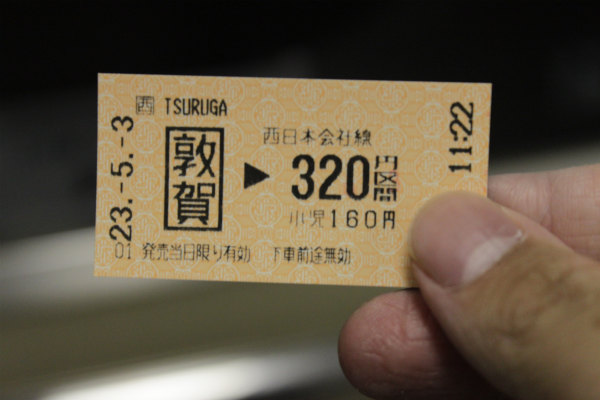 23.-5.-3
西 TSURUGA
敦賀
西日本会社線
▶ 320円区間
小児160円
11:22
01 発売当日限り有効 下車前途無効